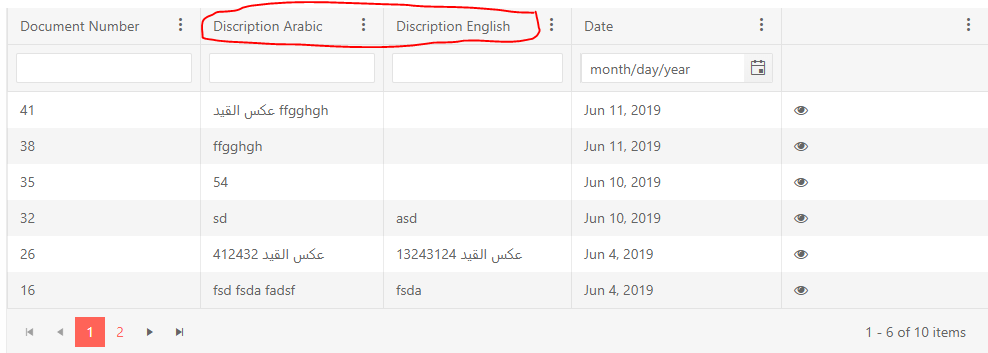 Document Number Discription Arabic Discription English Date
month/day/year
41 عكس القيد ffgghgh Jun 11, 2019
38 ffgghgh Jun 11, 2019
35 54 Jun 10, 2019
32 sd asd Jun 10, 2019
26 412432 عكس القيد 13243124 عكس القيد Jun 4, 2019
16 fsd fsda fadsf fsda Jun 4, 2019
1 2 1 - 6 of 10 items